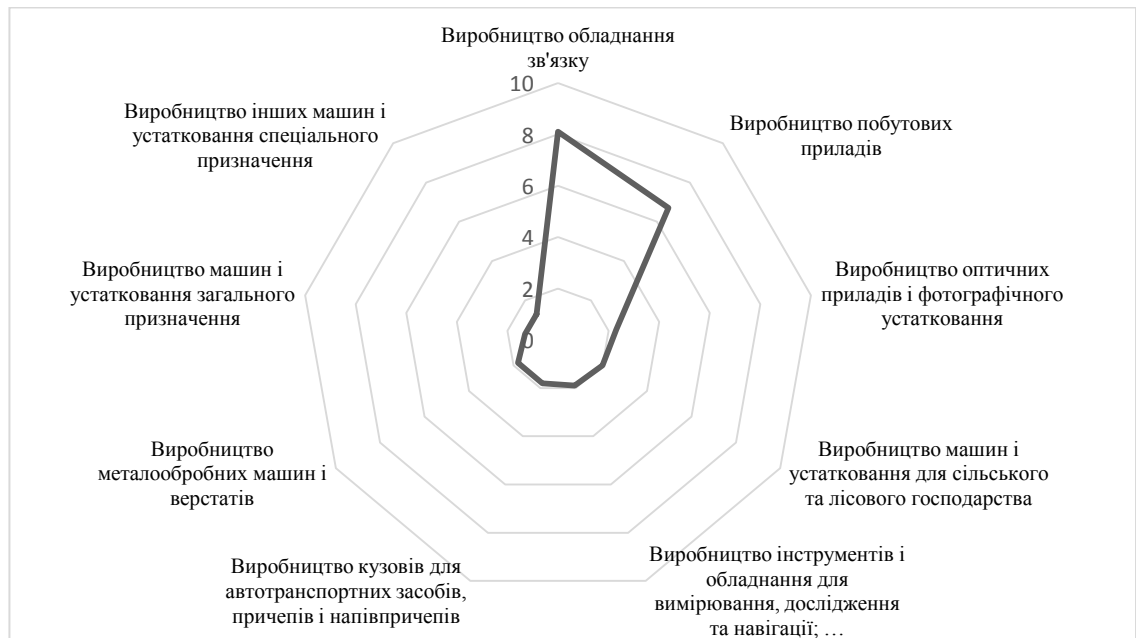 Виробництво обладнання
зв'язку
10
8
6
4
2
0
Виробництво побутових
приладів
Виробництво оптичних
приладів і фотографічного
устатковання
Виробництво машин і
устатковання для сільського
та лісового господарства
Виробництво інструментів і
обладнання для
вимірювання, дослідження
та навігації; …
Виробництво кузовів для
автотранспортних засобів,
причепів і напівпричепів
Виробництво
металообробних машин і
верстатів
Виробництво машин і
устатковання загального
призначення
Виробництво інших машин і
устатковання спеціального
призначення